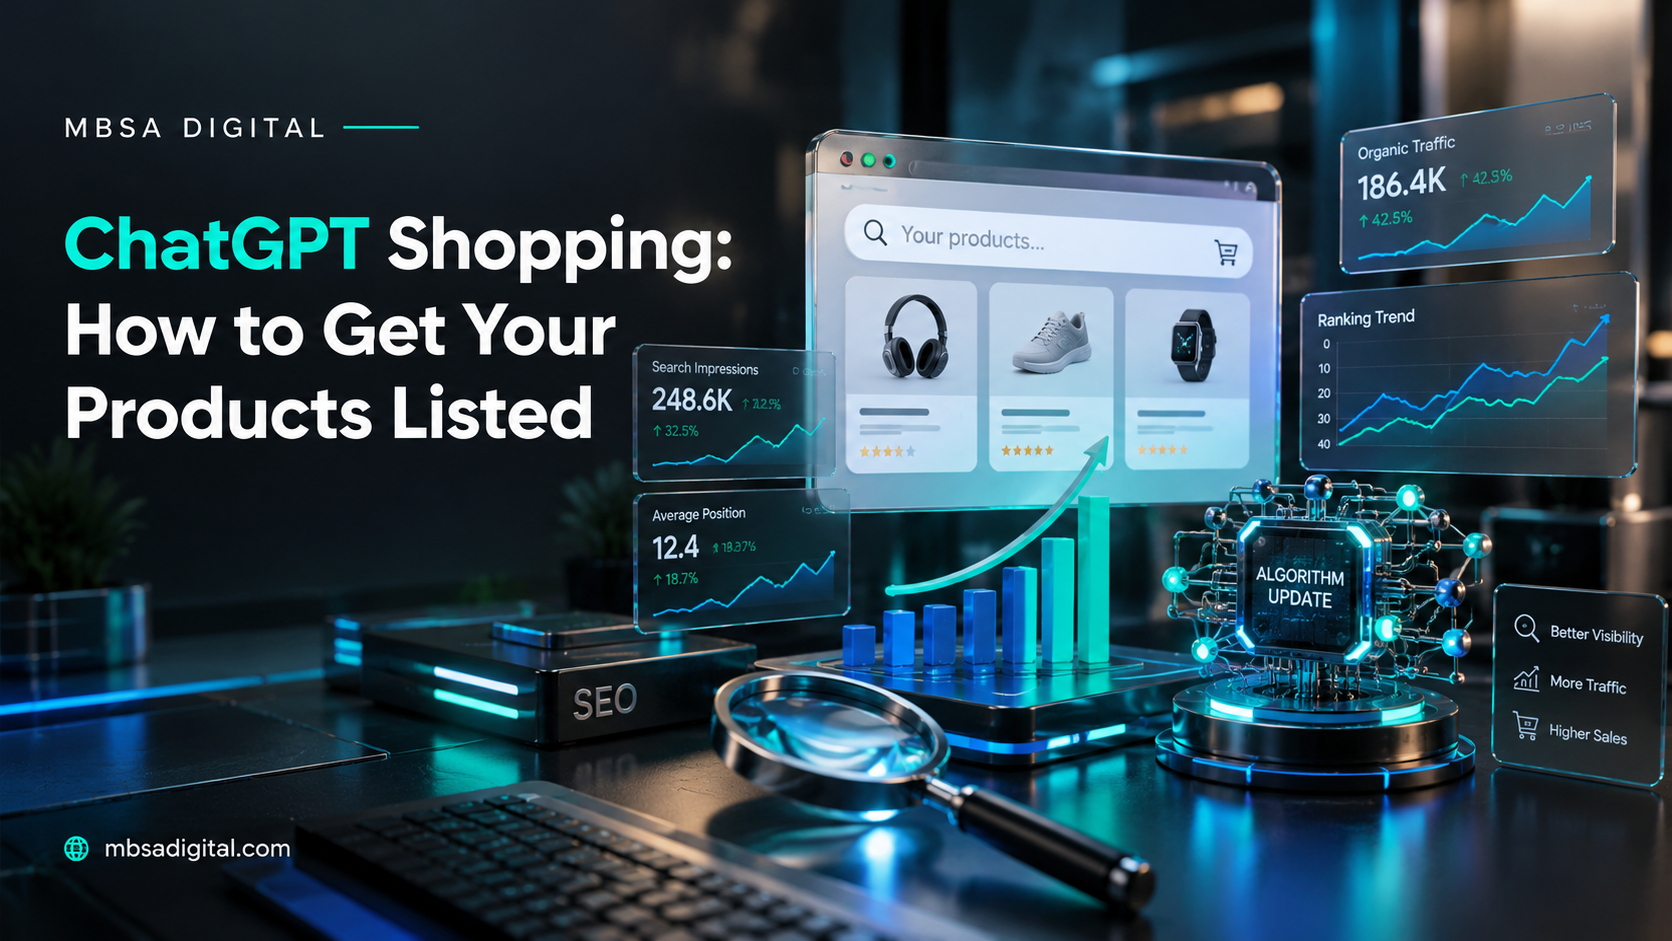 MBSA DIGITAL
ChatGPT Shopping:
How to Get Your
Products Listed
mbsadigital.com
Your products...
Search Impressions
248.6K
↑ 32.5%
Average Position
12.4
↑ 18.7%
Organic Traffic
186.4K ↑ 42.3%
↑ 42.5%
Ranking Trend
0
10
20
30
40
SEO
ALGORITHM
UPDATE
Better Visibility
More Traffic
Higher Sales